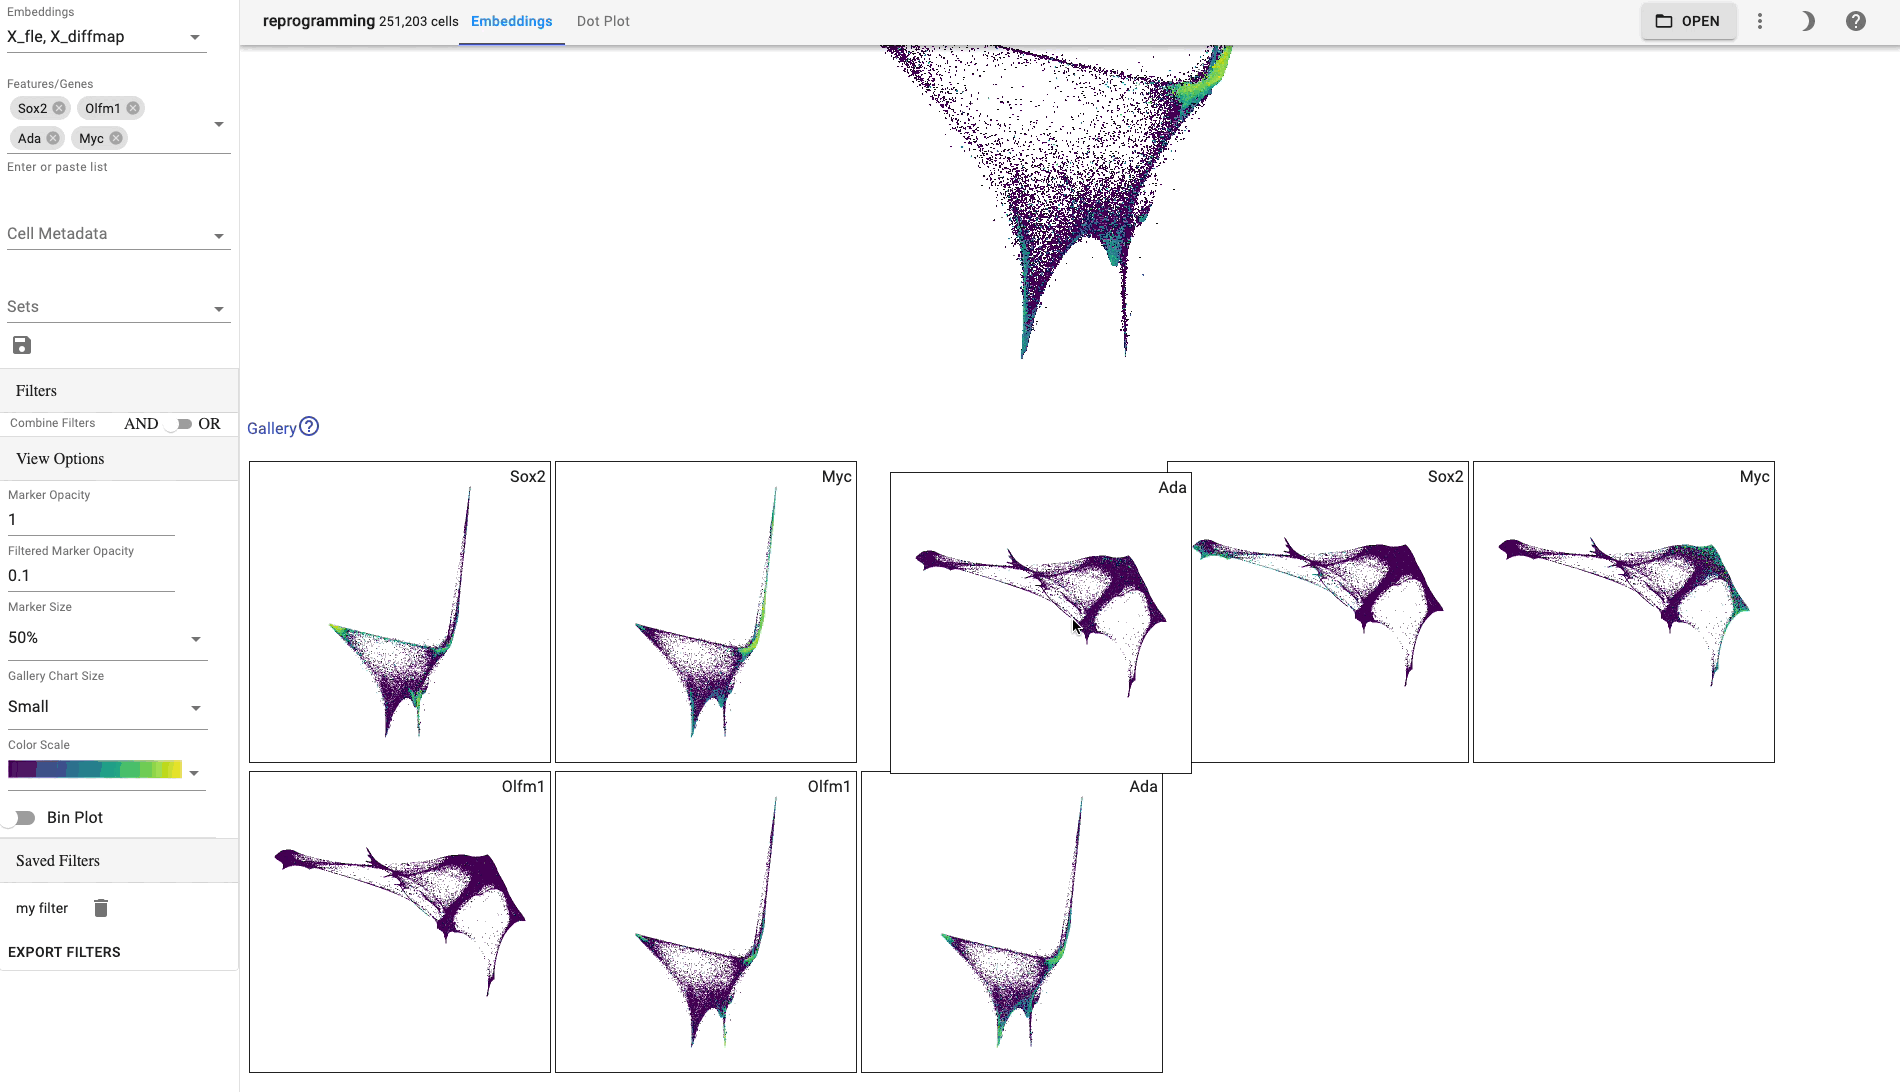 Embeddings
X_fle, X_diffmap
Features/Genes
Sox2 Olfm1
Ada Myc
Enter or paste list
Cell Metadata
Sets
Filters
Combine Filters AND OR
View Options
Marker Opacity
1
Filtered Marker Opacity
0.1
Marker Size
50%
Gallery Chart Size
Small
Color Scale
Bin Plot
Saved Filters
my filter
EXPORT FILTERS
reprogramming 251,203 cells Embeddings Dot Plot OPEN
Gallery
Sox2
Myc
Ada
Sox2
Myc
Olfm1
Olfm1
Ada